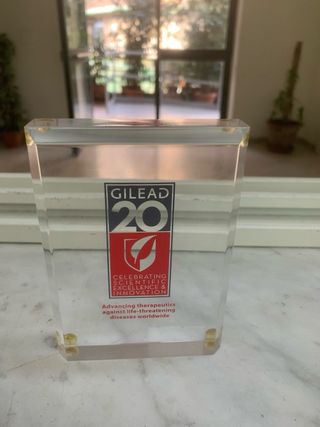 GILEAD
20
CELEBRATING
SCIENTIFIC
EXCELLENCE &
INNOVATION
Advancing therapeutics
against life-threatening
diseases worldwide